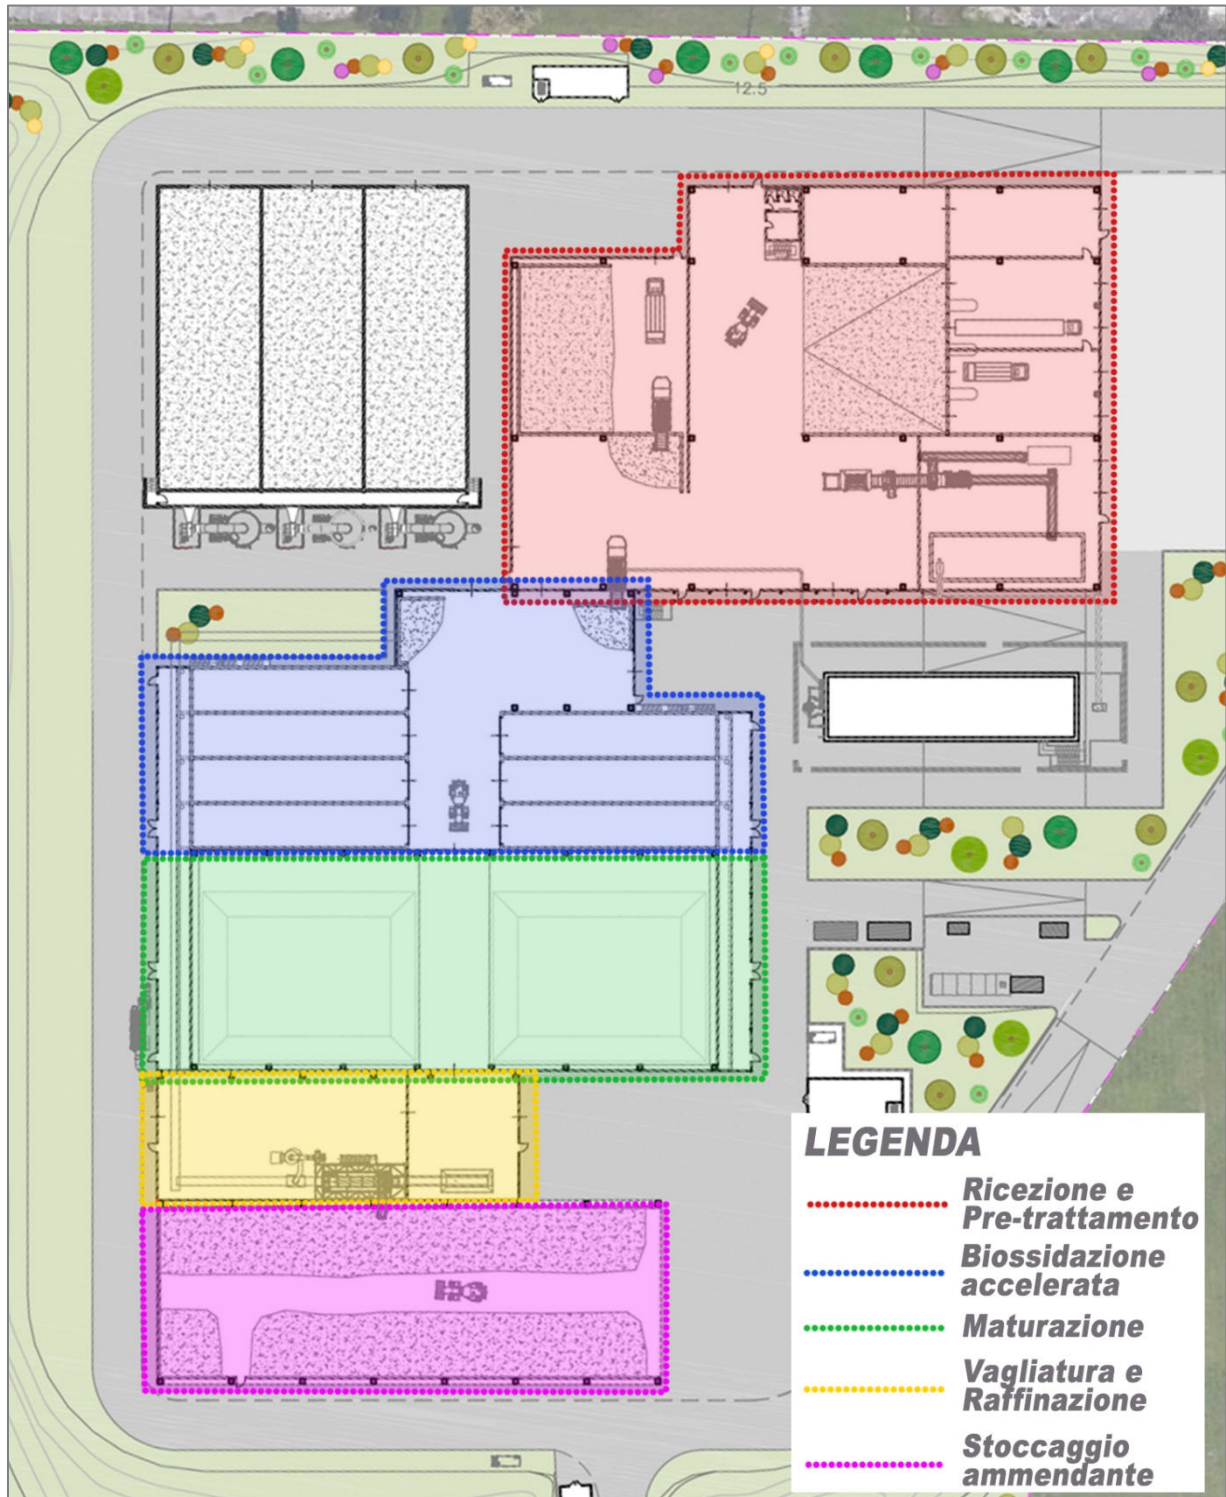 12.5
LEGENDA
Ricezione e
Pre-trattamento
Biossidazione
accelerata
Maturazione
Vagliatura e
Raffinazione
Stoccaggio
ammendante